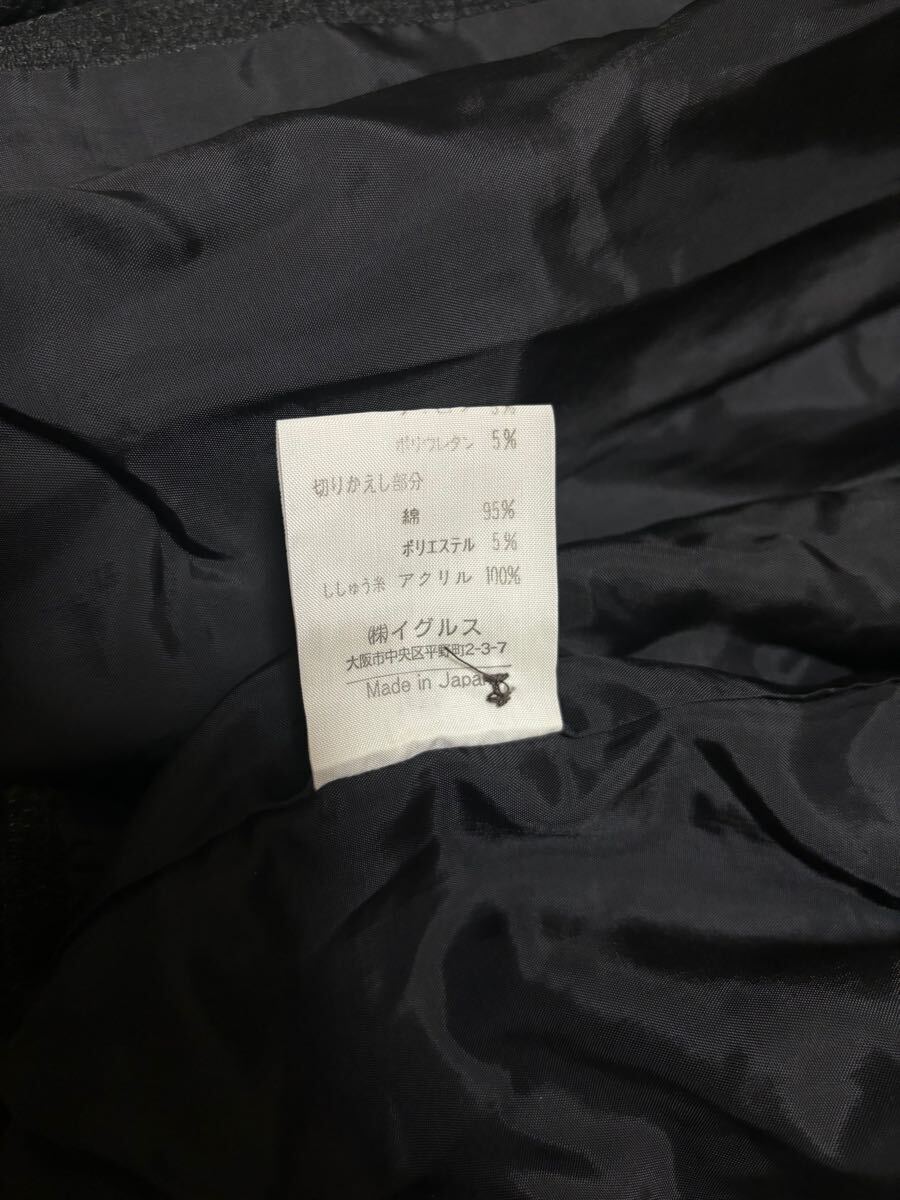 ポリウレタン 5%
切りかえし部分
綿 95%
ポリエステル 5%
ししゅう糸 アクリル 100%
㈱イグルス
大阪市中央区平野町2-3-7
Made in Japan